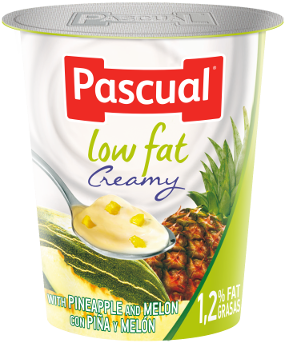 Pascual
low fat
Creamy
WITH PINEAPPLE AND MELON
CON PIÑA Y MELÓN
1,2% FAT
GRASAS